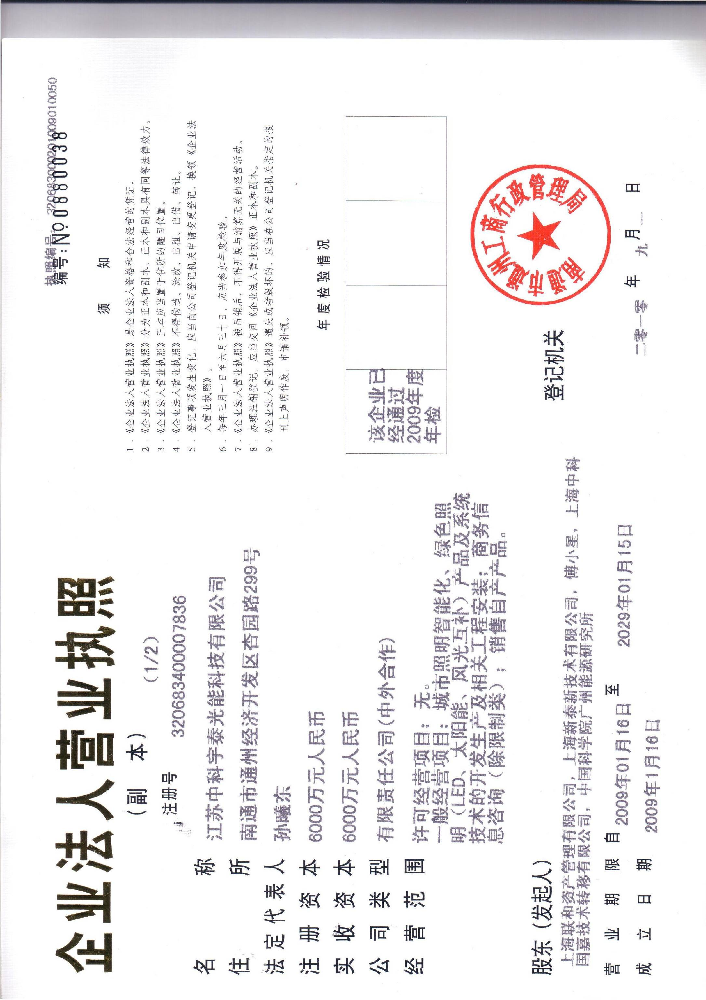 企业法人营业执照
（副 本）
（1/2）
注册号
320683400007836
名 称
江苏中科宇泰光能科技有限公司
住 所
南通市通州经济开发区杏园路299号
法定代表人
孙曦东
注册资本
6000万元人民币
实收资本
6000万元人民币
公司类型
有限责任公司(中外合作)
经营范围
许可经营项目：无。
一般经营项目：城市照明智能化、绿色照
明（LED、太阳能、风光互补）产品及系统
技术的开发生产及相关工程安装；商务信
息咨询（除限制类）；销售自产产品。
股东（发起人）
上海联和资产管理有限公司，上海新泰新技术有限公司，傅小星，上海中科
国嘉技术转移有限公司，中国科学院广州能源研究所
营业期限 自 2009年01月16日 至 2029年01月15日
成立日期
2009年1月16日
执照编号 320683000201009010050
编号:No 0880038
须 知
1．《企业法人营业执照》是企业法人资格和合法经营的凭证。
2．《企业法人营业执照》分为正本和副本，正本和副本具有同等法律效力。
3．《企业法人营业执照》正本应当置于住所的醒目位置。
4．《企业法人营业执照》不得伪造、涂改、出租、出借、转让。
5．登记事项发生变化，应当向公司登记机关申请变更登记，换领《企业法
人营业执照》。
6．每年三月一日至六月三十日，应当参加年度检验。
7．《企业法人营业执照》被吊销后，不得开展与清算无关的经营活动。
8．办理注销登记，应当交回《企业法人营业执照》正本和副本。
9．《企业法人营业执照》遗失或者毁坏的，应当在公司登记机关指定的报
刊上声明作废，申请补领。
年度检验情况
该企业已
经通过
2009年度
年检
南通市通州工商行政管理局
登记机关
二零一零 年 九 月 一 日